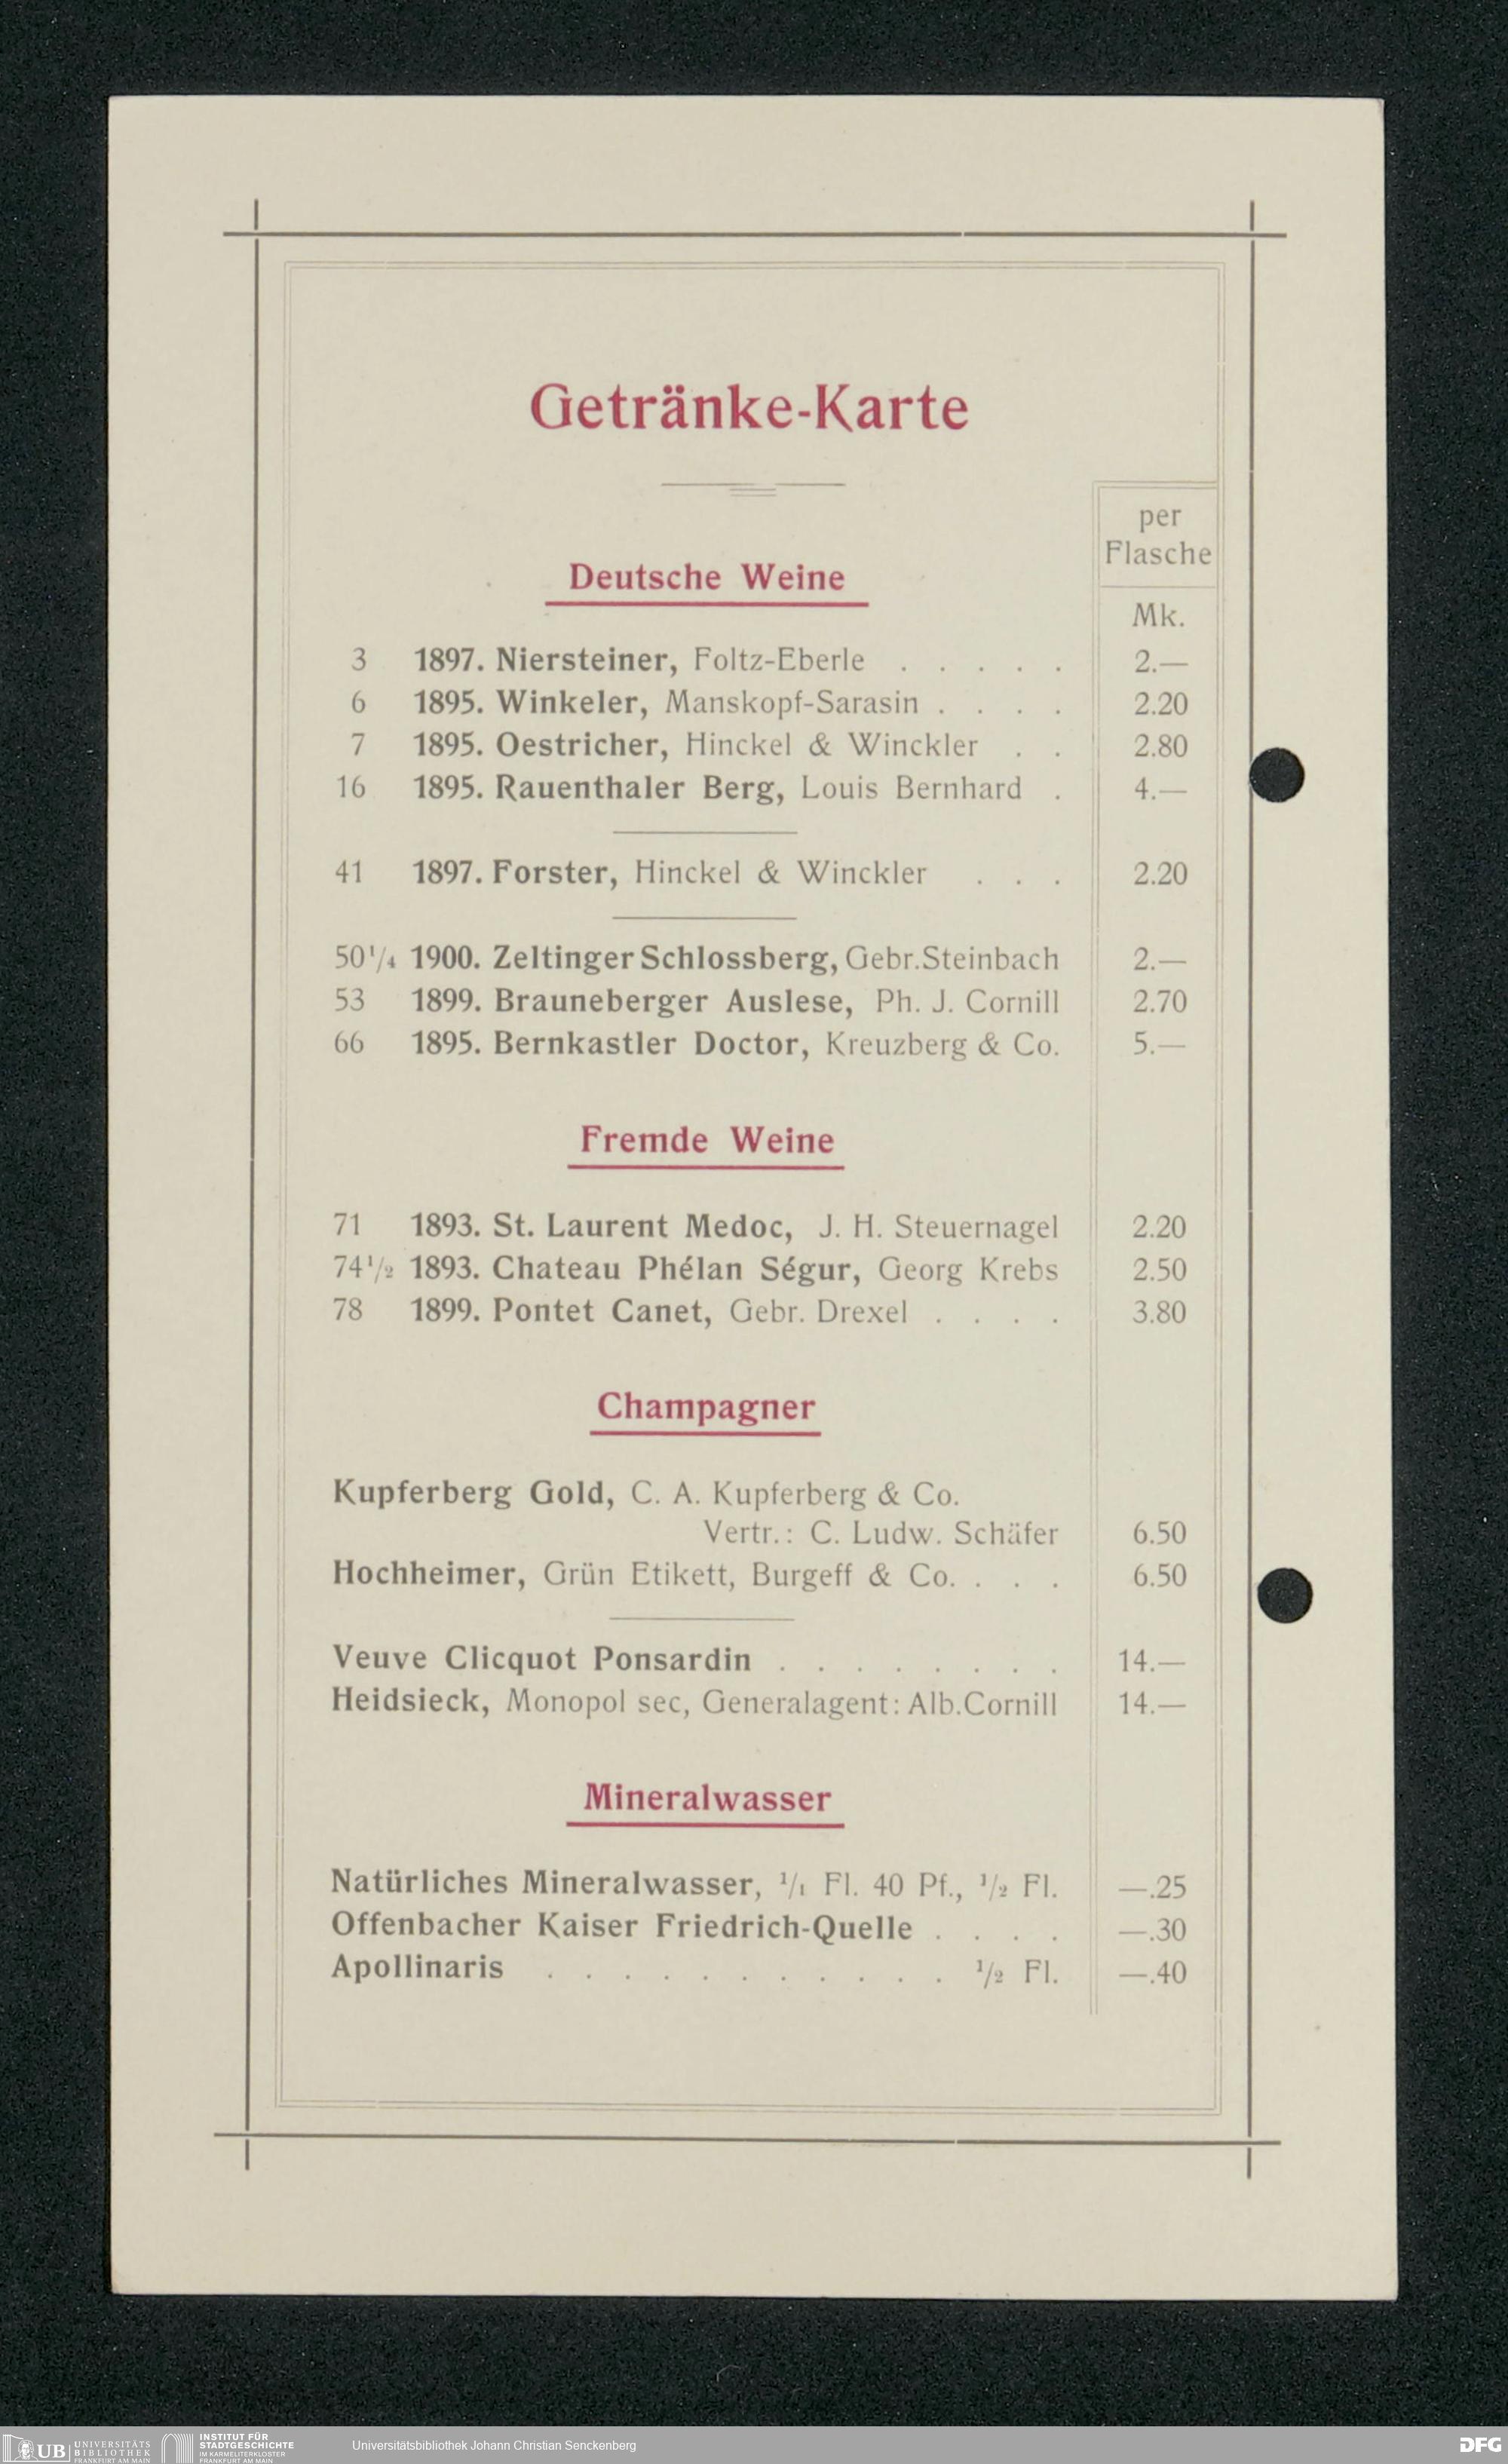 Getränke-Karte
per
Flasche
Mk.
Deutsche Weine
3 1897. Niersteiner, Foltz-Eberle . . . . . 2.—
6 1895. Winkeler, Manskopf-Sarasin . . . . 2.20
7 1895. Oestricher, Hinckel & Winckler . . 2.80
16 1895. Rauenthaler Berg, Louis Bernhard . 4.—
41 1897. Forster, Hinckel & Winckler . . . 2.20
50¹/₄ 1900. Zeltinger Schlossberg, Gebr.Steinbach 2.—
53 1899. Brauneberger Auslese, Ph. J. Cornill 2.70
66 1895. Bernkastler Doctor, Kreuzberg & Co. 5.—
Fremde Weine
71 1893. St. Laurent Medoc, J. H. Steuernagel 2.20
74¹/₂ 1893. Chateau Phélan Ségur, Georg Krebs 2.50
78 1899. Pontet Canet, Gebr. Drexel . . . . 3.80
Champagner
Kupferberg Gold, C. A. Kupferberg & Co.
Vertr.: C. Ludw. Schäfer 6.50
Hochheimer, Grün Etikett, Burgeff & Co. . . . 6.50
Veuve Clicquot Ponsardin . . . . . . . . 14.—
Heidsieck, Monopol sec, Generalagent: Alb.Cornill 14.—
Mineralwasser
Natürliches Mineralwasser, ¹/₁ Fl. 40 Pf., ¹/₂ Fl. —.25
Offenbacher Kaiser Friedrich-Quelle . . . . —.30
Apollinaris . . . . . . . . . . . ¹/₂ Fl. —.40
UB UNIVERSITÄTS
BIBLIOTHEK
FRANKFURT AM MAIN
INSTITUT FÜR
STADTGESCHICHTE
IM KARMELITERKLOSTER
FRANKFURT AM MAIN
Universitätsbibliothek Johann Christian Senckenberg
DFG